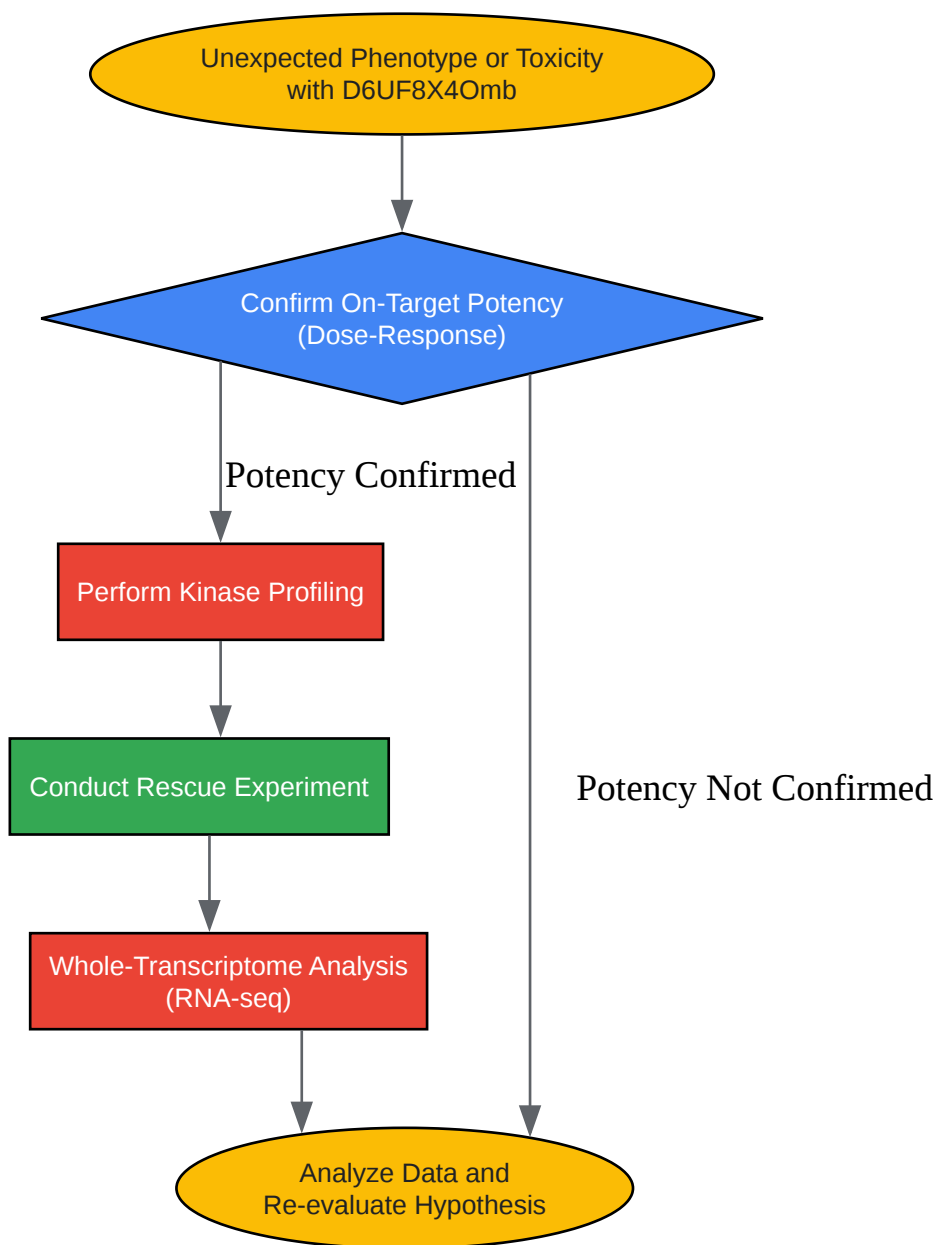 Unexpected Phenotype or Toxicity
with D6UF8X4Omb
Confirm On-Target Potency
(Dose-Response)
Potency Confirmed
Perform Kinase Profiling
Conduct Rescue Experiment
Potency Not Confirmed
Whole-Transcriptome Analysis
(RNA-seq)
Analyze Data and
Re-evaluate Hypothesis